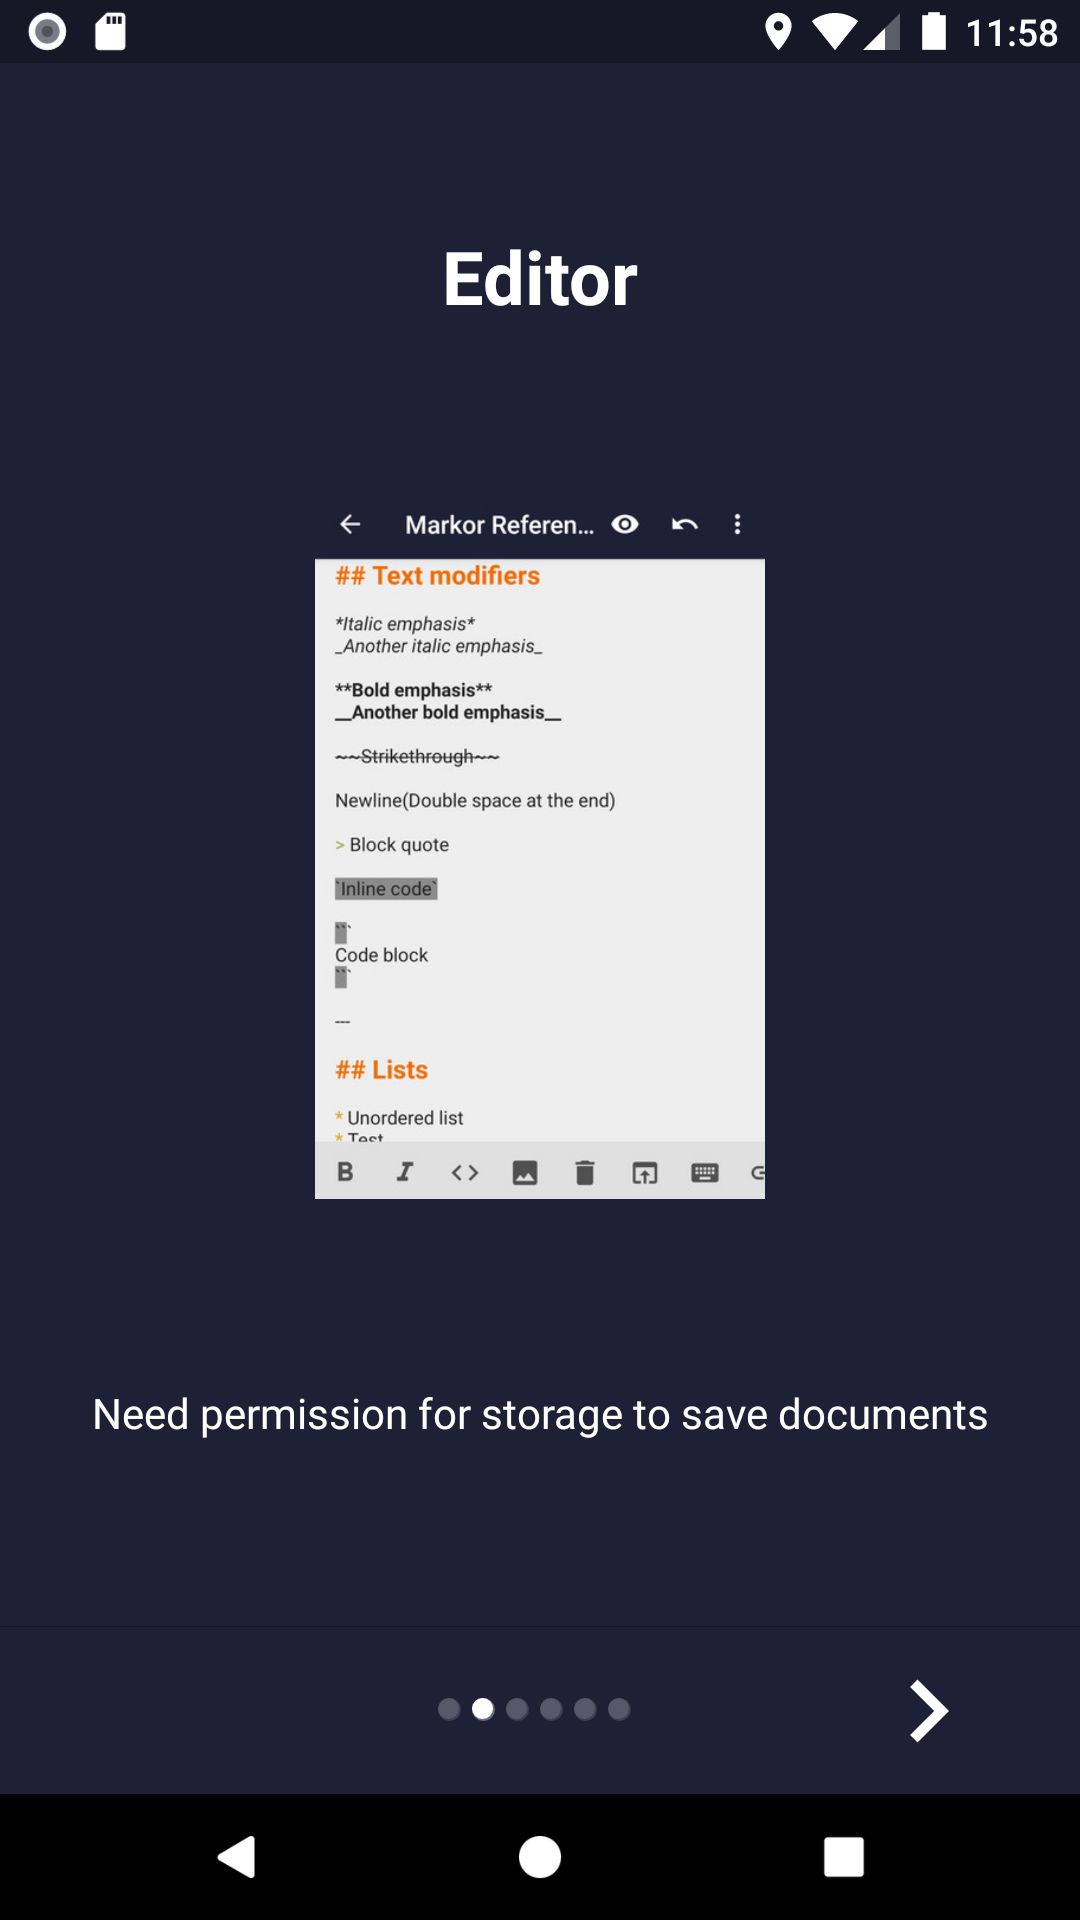 11:58
Editor
Markor Referen...
## Text modifiers
*Italic emphasis*
_Another italic emphasis_
**Bold emphasis**
__Another bold emphasis__
~~Strikethrough~~
Newline(Double space at the end)
> Block quote
`Inline code`
```
Code block
```
---
## Lists
* Unordered list
* Test
Need permission for storage to save documents